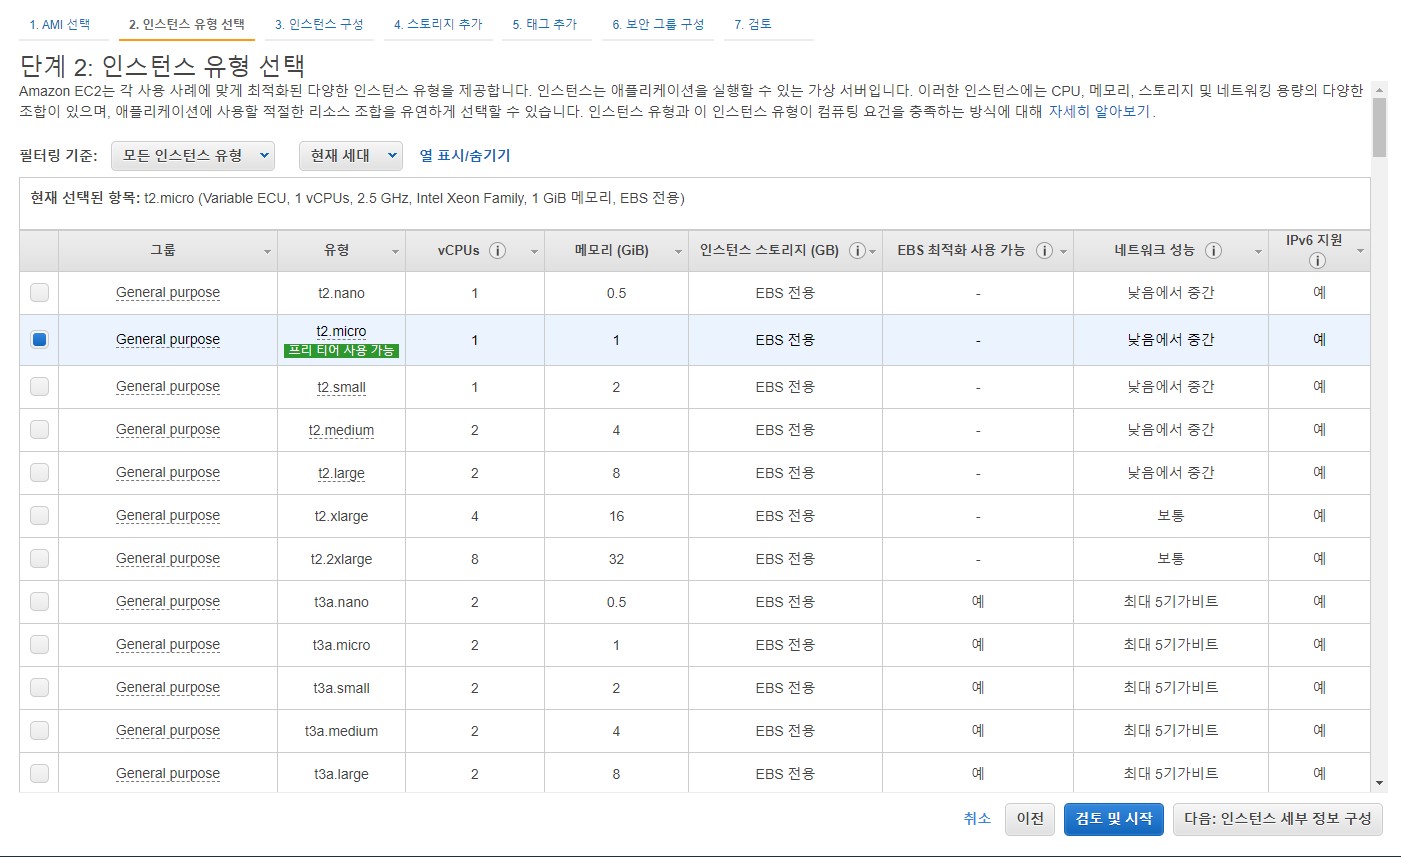 1. AMI 선택 2. 인스턴스 유형 선택 3. 인스턴스 구성 4. 스토리지 추가 5. 태그 추가 6. 보안 그룹 구성 7. 검토
단계 2: 인스턴스 유형 선택
Amazon EC2는 각 사용 사례에 맞게 최적화된 다양한 인스턴스 유형을 제공합니다. 인스턴스는 애플리케이션을 실행할 수 있는 가상 서버입니다. 이러한 인스턴스에는 CPU, 메모리, 스토리지 및 네트워킹 용량의 다양한
조합이 있으며, 애플리케이션에 사용할 적절한 리소스 조합을 유연하게 선택할 수 있습니다. 인스턴스 유형과 이 인스턴스 유형이 컴퓨팅 요건을 충족하는 방식에 대해 자세히 알아보기.
필터링 기준: 모든 인스턴스 유형 현재 세대 열 표시/숨기기
현재 선택된 항목: t2.micro (Variable ECU, 1 vCPUs, 2.5 GHz, Intel Xeon Family, 1 GiB 메모리, EBS 전용)
그룹 유형 vCPUs 메모리 (GiB) 인스턴스 스토리지 (GB) EBS 최적화 사용 가능 네트워크 성능 IPv6 지원
General purpose t2.nano 1 0.5 EBS 전용 - 낮음에서 중간 예
General purpose t2.micro 1 1 EBS 전용 - 낮음에서 중간 예
프리 티어 사용 가능
General purpose t2.small 1 2 EBS 전용 - 낮음에서 중간 예
General purpose t2.medium 2 4 EBS 전용 - 낮음에서 중간 예
General purpose t2.large 2 8 EBS 전용 - 낮음에서 중간 예
General purpose t2.xlarge 4 16 EBS 전용 - 보통 예
General purpose t2.2xlarge 8 32 EBS 전용 - 보통 예
General purpose t3a.nano 2 0.5 EBS 전용 예 최대 5기가비트 예
General purpose t3a.micro 2 1 EBS 전용 예 최대 5기가비트 예
General purpose t3a.small 2 2 EBS 전용 예 최대 5기가비트 예
General purpose t3a.medium 2 4 EBS 전용 예 최대 5기가비트 예
General purpose t3a.large 2 8 EBS 전용 예 최대 5기가비트 예
취소 이전 검토 및 시작 다음: 인스턴스 세부 정보 구성